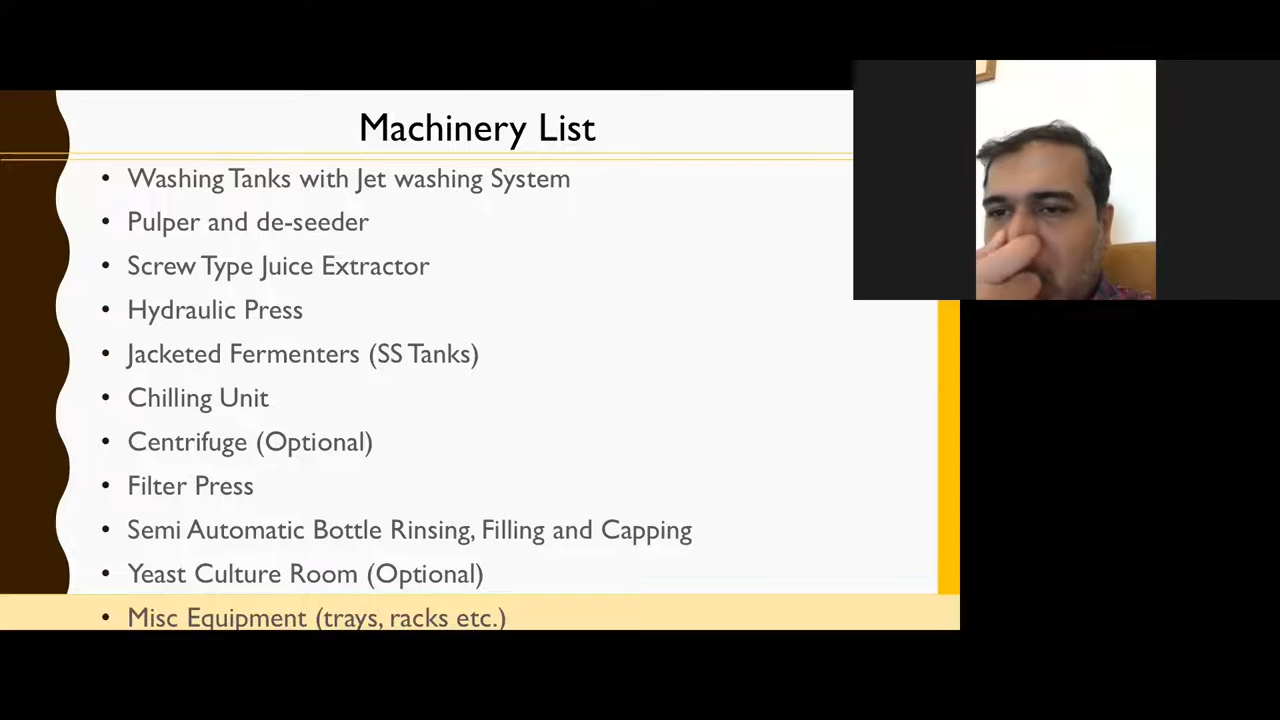 Machinery List
• Washing Tanks with Jet washing System
• Pulper and de-seeder
• Screw Type Juice Extractor
• Hydraulic Press
• Jacketed Fermenters (SS Tanks)
• Chilling Unit
• Centrifuge (Optional)
• Filter Press
• Semi Automatic Bottle Rinsing, Filling and Capping
• Yeast Culture Room (Optional)
• Misc Equipment (trays, racks etc.)